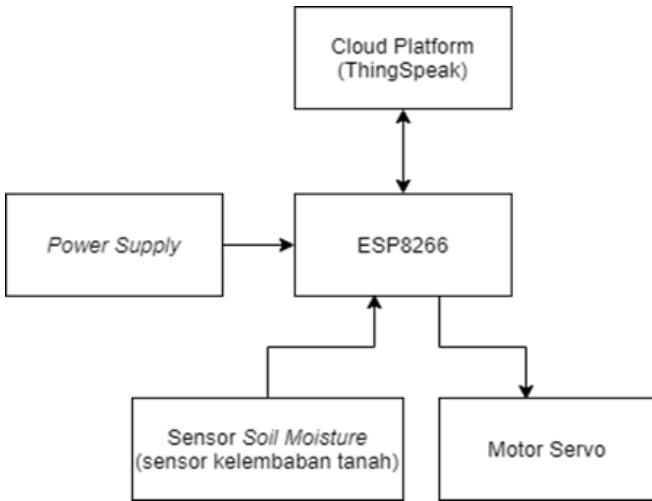 Cloud Platform
(ThingSpeak)
Power Supply
ESP8266
Sensor Soil Moisture
(sensor kelembaban tanah)
Motor Servo